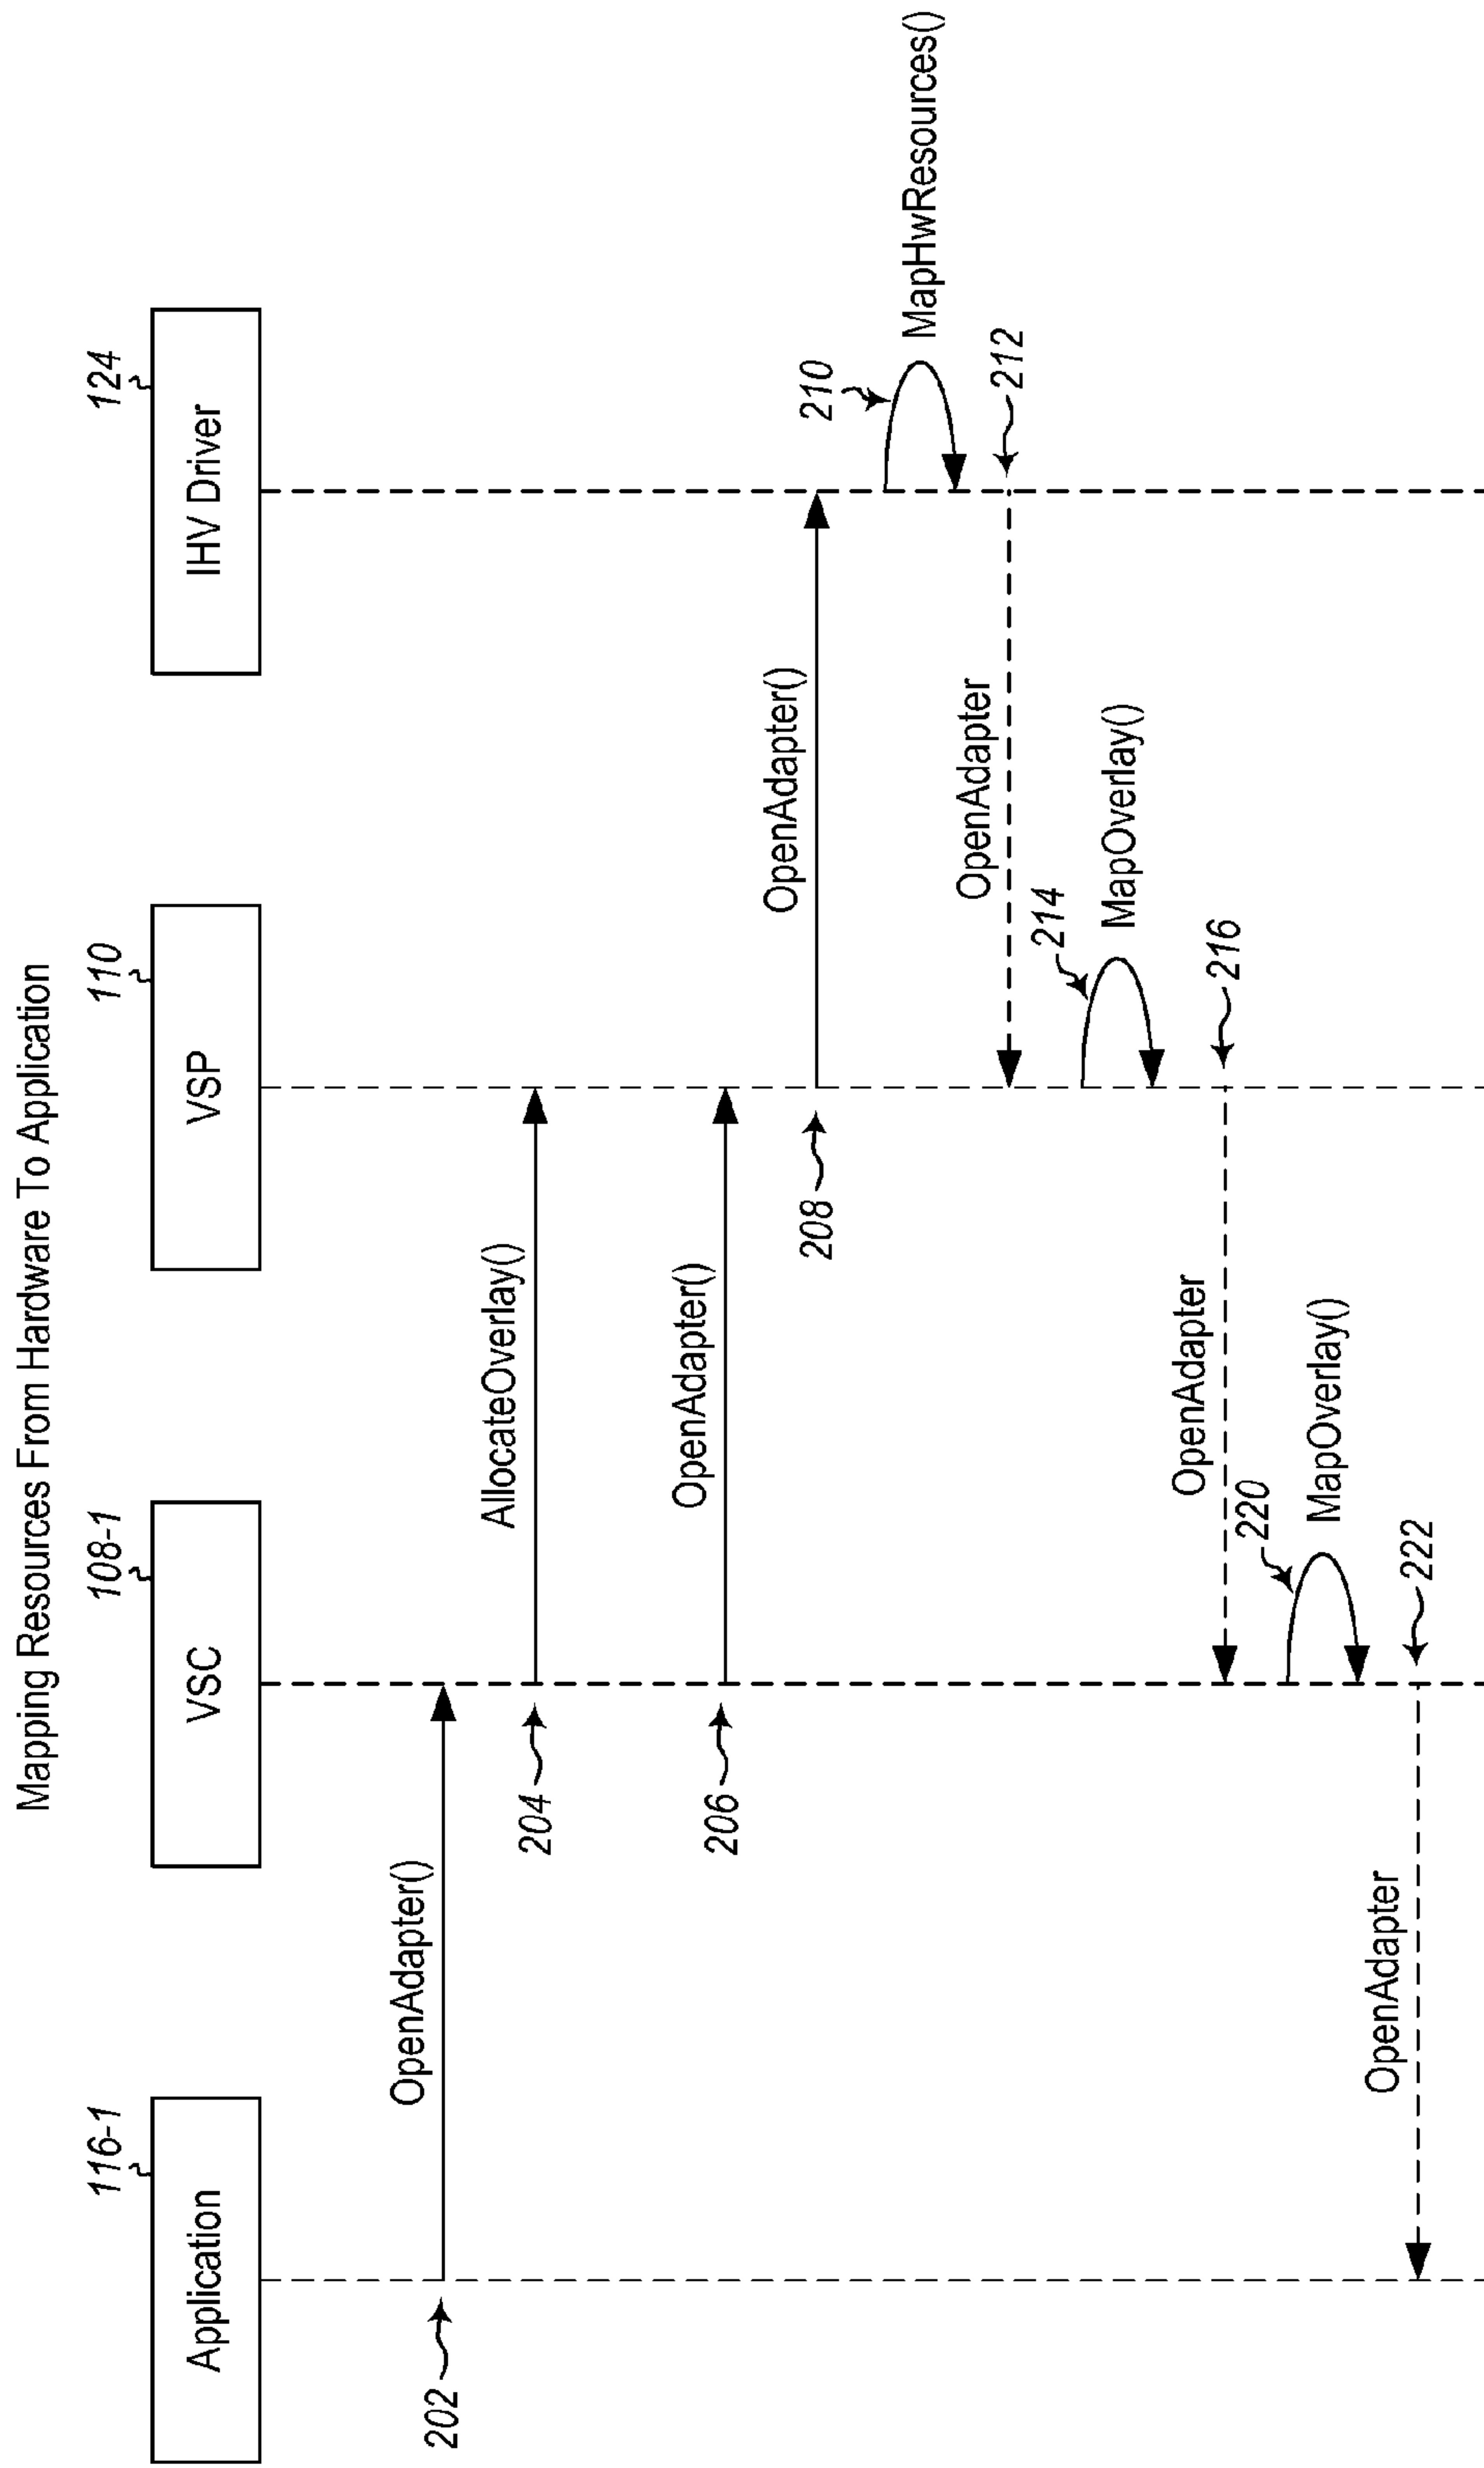 Mapping Resources From Hardware To Application
116-1
108-1
110
124
Application
VSC
VSP
IHV Driver
202
OpenAdapter()
204
AllocateOverlay()
206
OpenAdapter()
208
OpenAdapter()
210
MapHwResources()
OpenAdapter
212
214
MapOverlay()
OpenAdapter
216
220
MapOverlay()
OpenAdapter
222